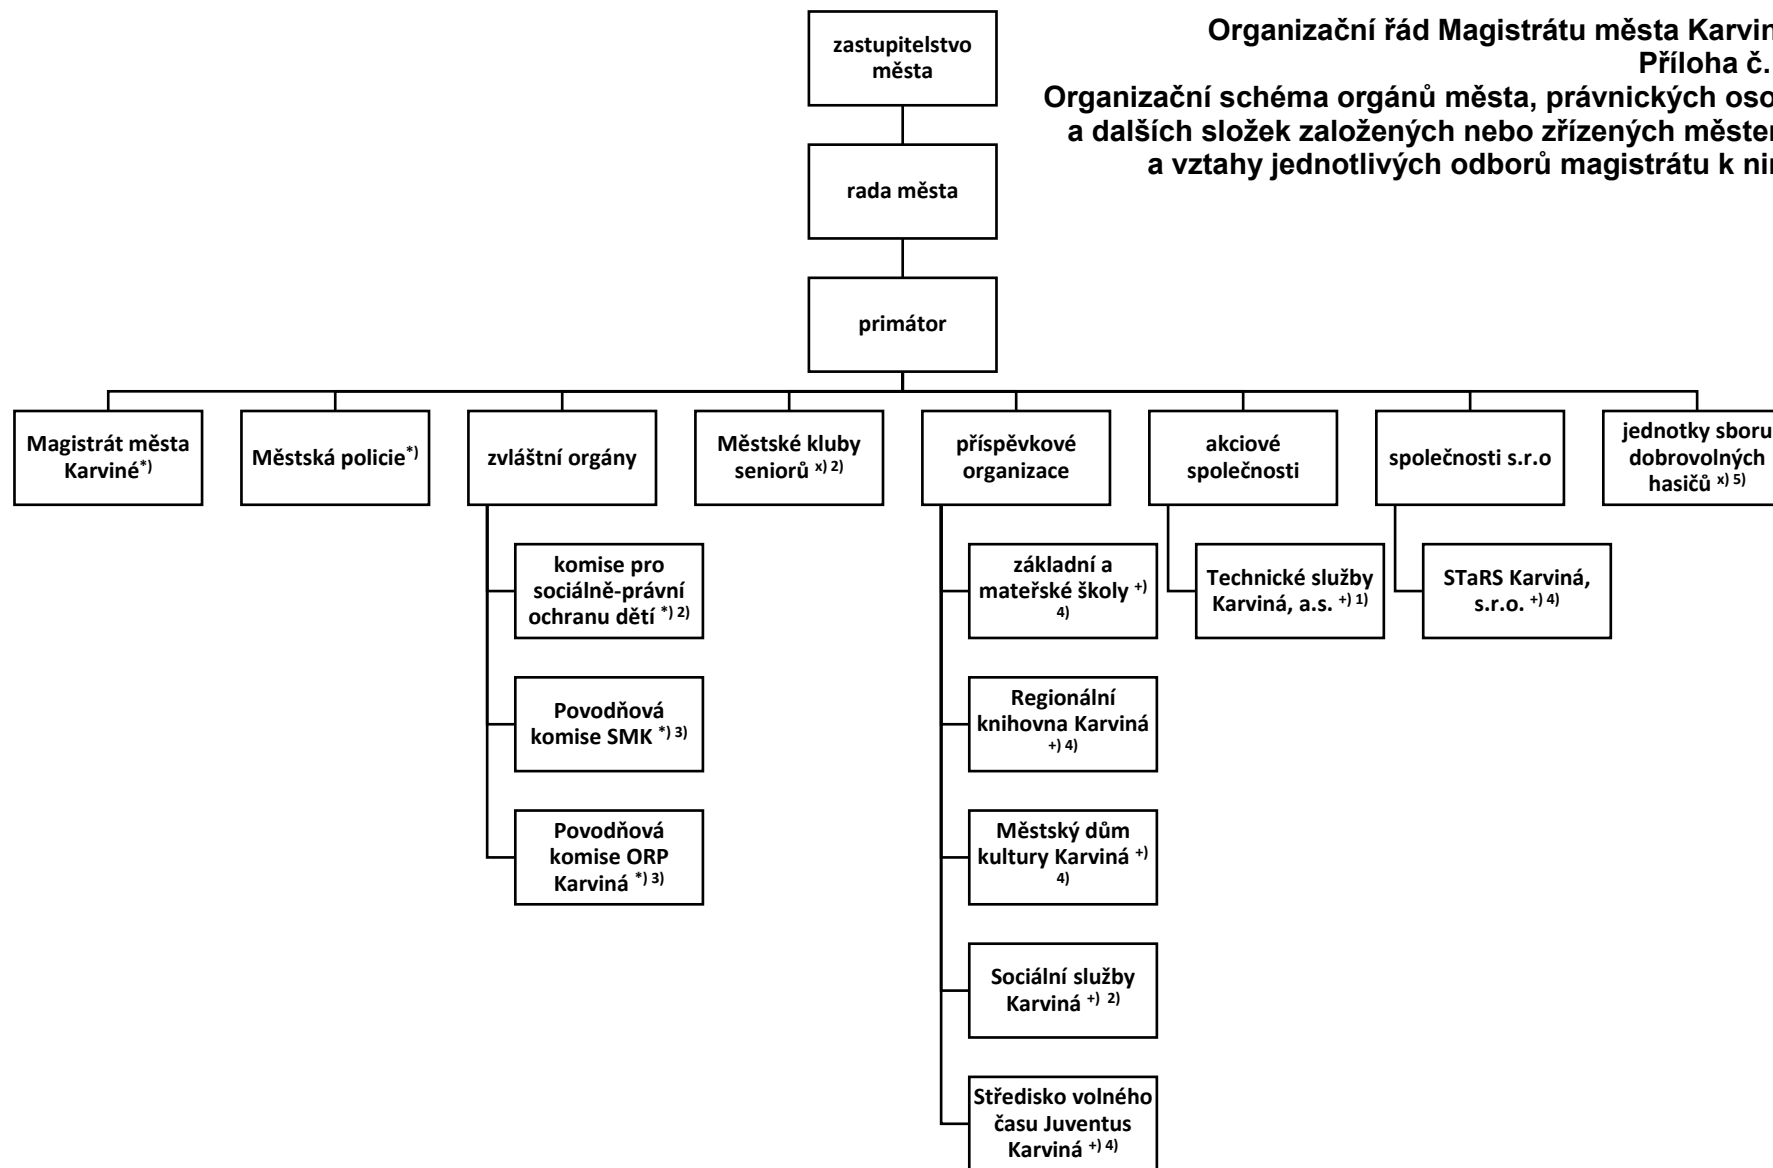 Organizační řád Magistrátu města Karvin
Příloha č.
Organizační schéma orgánů města, právnických oso
a dalších složek založených nebo zřízených měste
a vztahy jednotlivých odborů magistrátu k ni
zastupitelstvo
města
rada města
primátor
Magistrát města
Karviné*)
Městská policie*)
zvláštní orgány
Městské kluby
seniorů x) 2)
příspěvkové
organizace
akciové
společnosti
společnosti s.r.o
jednotky sboru
dobrovolných
hasičů x) 5)
komise pro
sociálně-právní
ochranu dětí *) 2)
Povodňová
komise SMK *) 3)
Povodňová
komise ORP
Karviná *) 3)
základní a
mateřské školy +)
4)
Regionální
knihovna Karviná
+) 4)
Městský dům
kultury Karviná +)
4)
Sociální služby
Karviná +) 2)
Středisko volného
času Juventus
Karviná +) 4)
Technické služby
Karviná, a.s. +) 1)
STaRS Karviná,
s.r.o. +) 4)